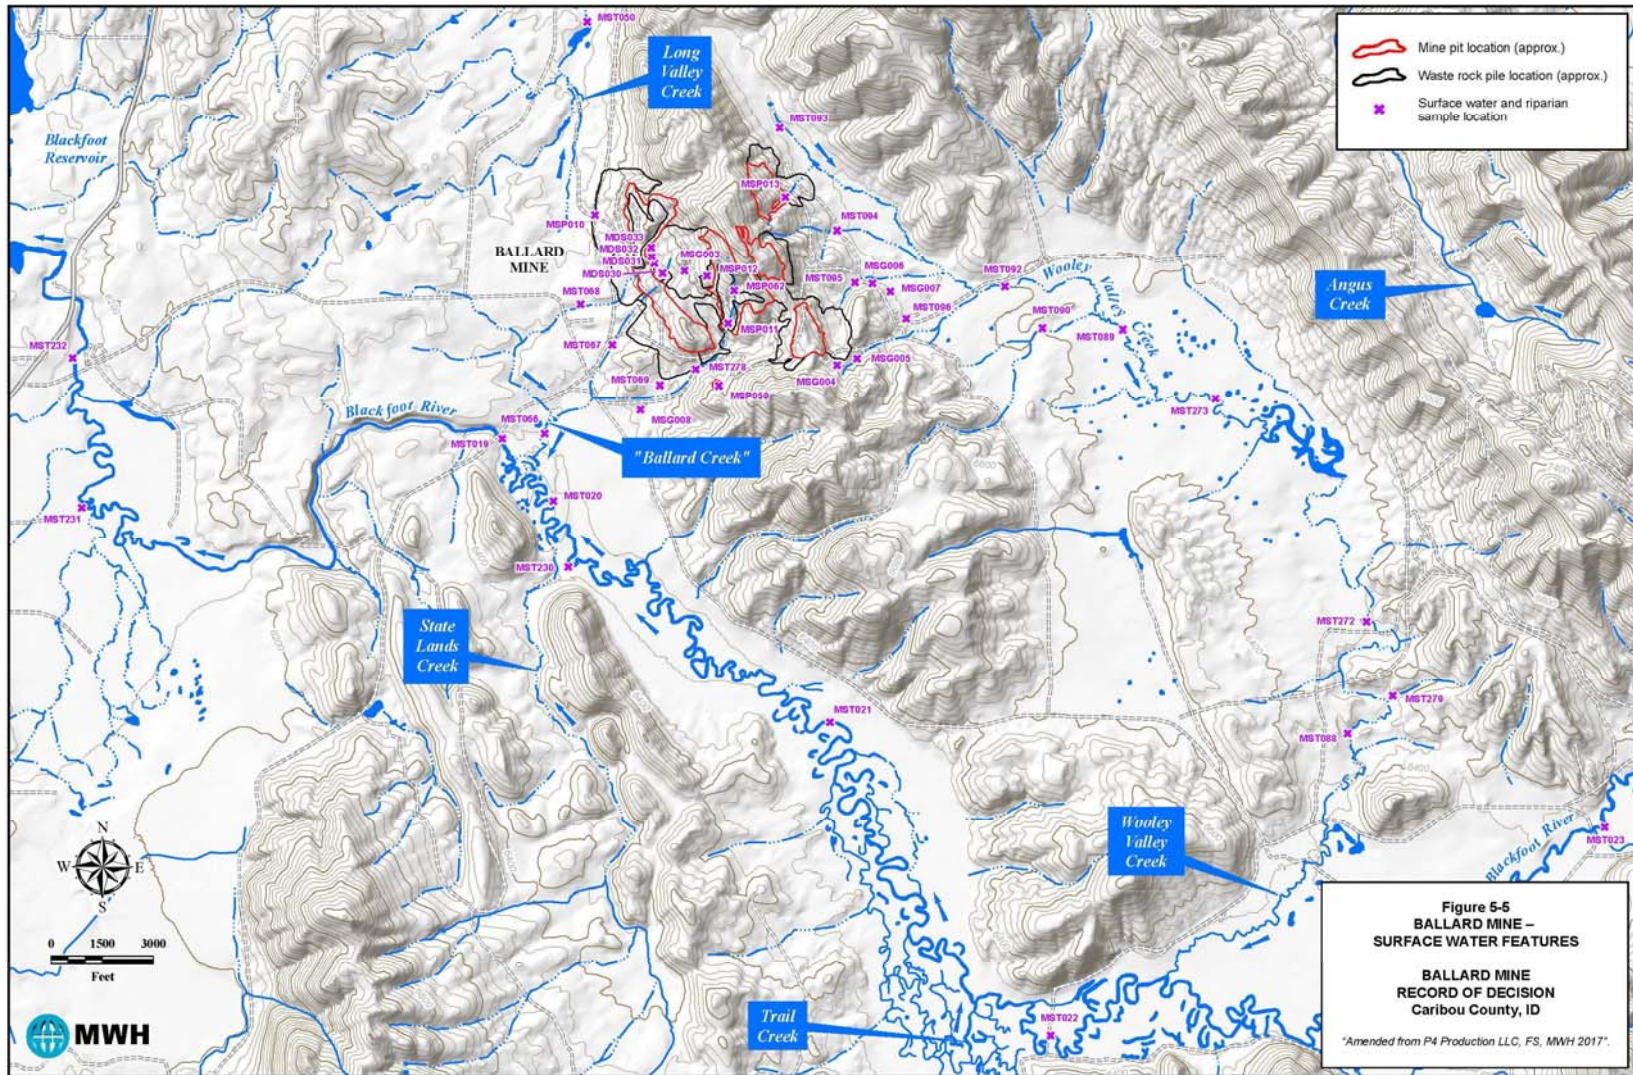 MST050
Long
Valley
Creek
Mine pit location (approx.)
Waste rock pile location (approx.)
Surface water and riparian
sample location
Blackfoot
Reservoir
MST093
MSP013
MSP010
MST094
BALLARD
MINE
MDS033
MDS032
MDS031
MDS030
MSG003
MSP012
MSP062
MST095
MSG006
MSG007
MST092
Wooley
Valley
Creek
Angus
Creek
MST068
MST096
MST090
MST089
MSP011
MST067
MST232
MSG005
MSG004
MST278
MST069
MSP059
MSG008
MST273
Blackfoot River
MST066
MST019
"Ballard Creek"
6600
6400
MST020
MST231
MST230
State
Lands
Creek
MST272
MST279
MST021
MST088
Wooley
Valley
Creek
Blackfoot River
MST023
N
W E
S
0 1500 3000
Feet
MWH
Trail
Creek
MST022
Figure 5-5
BALLARD MINE –
SURFACE WATER FEATURES
BALLARD MINE
RECORD OF DECISION
Caribou County, ID
"Amended from P4 Production LLC, FS, MWH 2017".